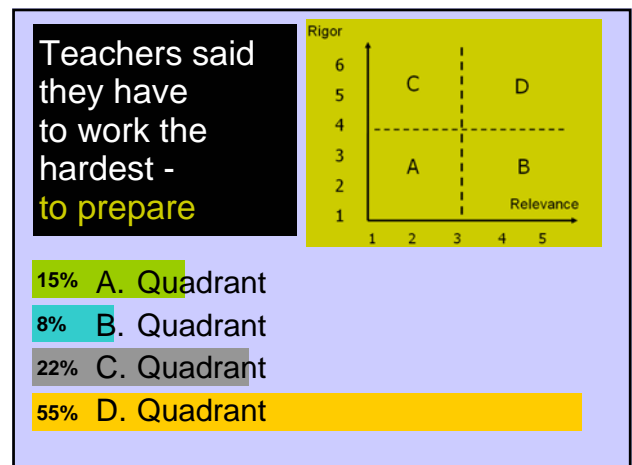 Teachers said
they have
to work the
hardest -
to prepare
Rigor
6
5
4
3
2
1
C
D
A
B
Relevance
1 2 3 4 5
15% A. Quadrant
8% B. Quadrant
22% C. Quadrant
55% D. Quadrant